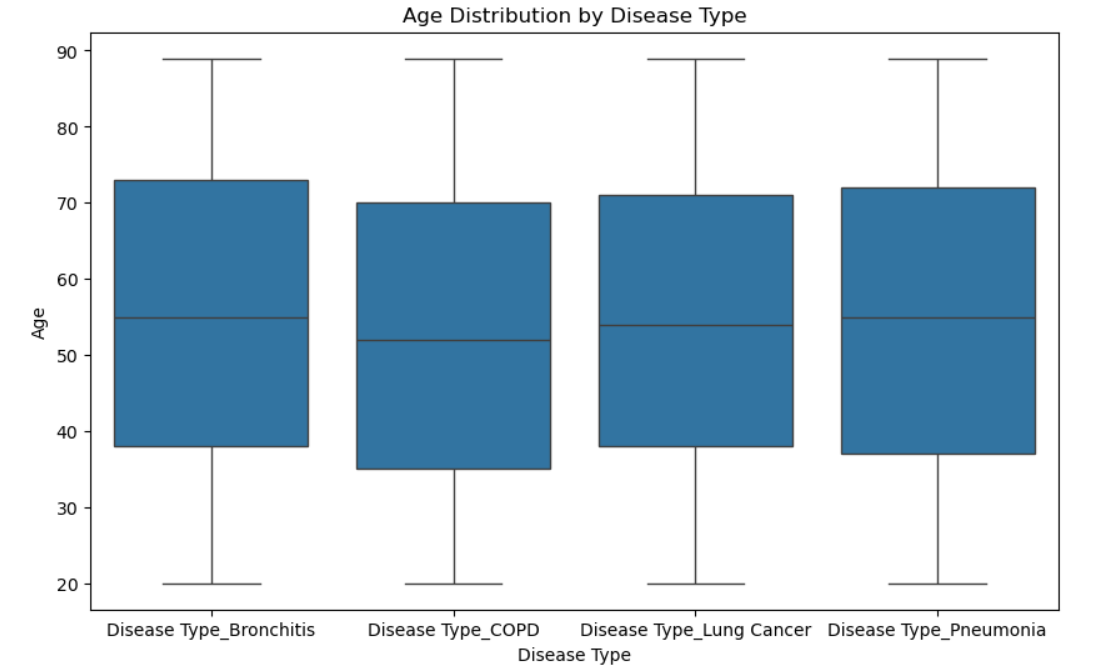 Age Distribution by Disease Type
90
80
70
60
50
40
30
20
Age
Disease Type_Bronchitis Disease Type_COPD Disease Type_Lung Cancer Disease Type_Pneumonia
Disease Type